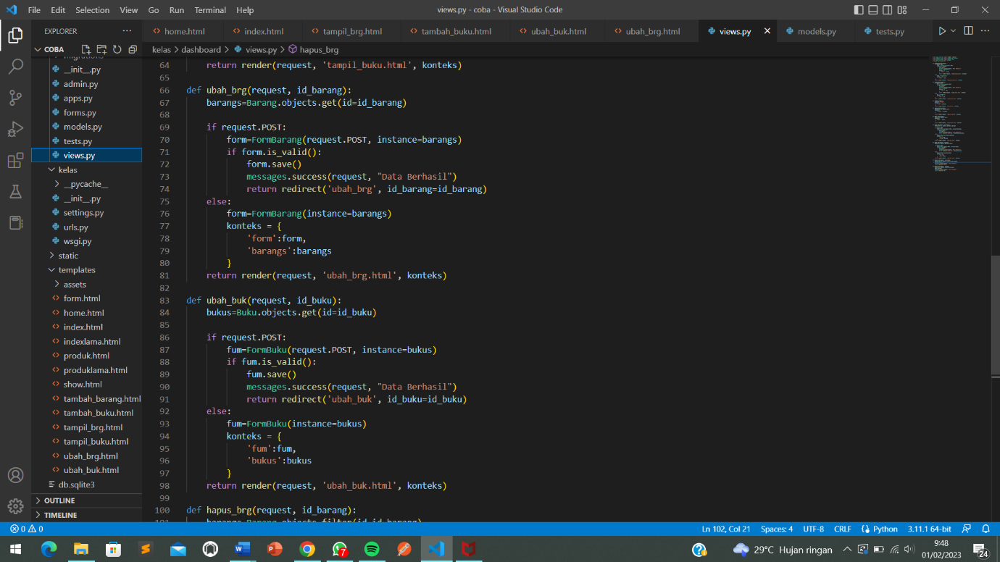 File Edit Selection View Go Run Terminal Help
views.py - coba - Visual Studio Code
EXPLORER
home.html
index.html
tampil_brg.html
tambah_buku.html
ubah_buk.html
ubah_brg.html
views.py
models.py
tests.py
COBA
kelas > dashboard > views.py > hapus_brg
migrations
__init__.py
admin.py
apps.py
forms.py
models.py
tests.py
views.py
kelas
__pycache__
__init__.py
settings.py
urls.py
wsgi.py
static
templates
assets
form.html
home.html
index.html
indexlama.html
produk.html
produklama.html
show.html
tambah_barang.html
tambah_buku.html
tampil_brg.html
tampil_buku.html
ubah_brg.html
ubah_buk.html
db.sqlite3
OUTLINE
TIMELINE
64 return render(request, 'tampil_buku.html', konteks)
65
66 def ubah_brg(request, id_barang):
67 barangs=Barang.objects.get(id=id_barang)
68
69 if request.POST:
70 form=FormBarang(request.POST, instance=barangs)
71 if form.is_valid():
72 form.save()
73 messages.success(request, "Data Berhasil")
74 return redirect('ubah_brg', id_barang=id_barang)
75 else:
76 form=FormBarang(instance=barangs)
77 konteks = {
78 'form':form,
79 'barangs':barangs
80 }
81 return render(request, 'ubah_brg.html', konteks)
82
83 def ubah_buk(request, id_buku):
84 bukus=Buku.objects.get(id=id_buku)
85
86 if request.POST:
87 fum=FormBuku(request.POST, instance=bukus)
88 if fum.is_valid():
89 fum.save()
90 messages.success(request, "Data Berhasil")
91 return redirect('ubah_buk', id_buku=id_buku)
92 else:
93 fum=FormBuku(instance=bukus)
94 konteks = {
95 'fum':fum,
96 'bukus':bukus
97 }
98 return render(request, 'ubah_buk.html', konteks)
99
100 def hapus_brg(request, id_barang):
0 0
Ln 102, Col 21 Spaces: 4 UTF-8 CRLF Python 3.11.1 64-bit
7
29°C Hujan ringan
9:48
01/02/2023
24